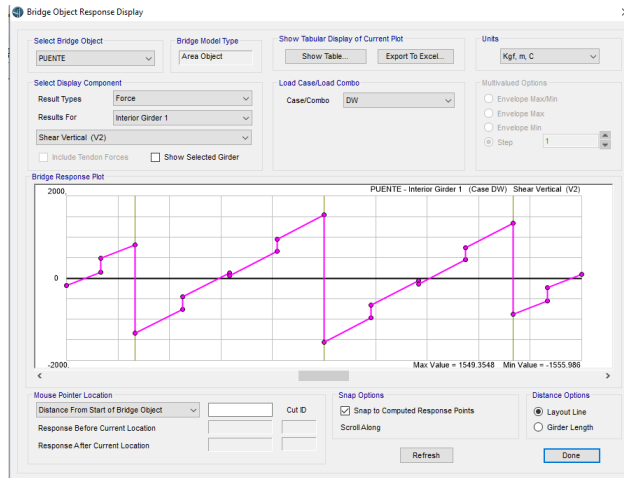 Bridge Object Response Display
Select Bridge Object
PUENTE
Bridge Model Type
Area Object
Show Tabular Display of Current Plot
Show Table...
Export To Excel...
Units
Kgf, m, C
Select Display Component
Result Types
Force
Results For
Interior Girder 1
Shear Vertical (V2)
Include Tendon Forces
Show Selected Girder
Load Case/Load Combo
Case/Combo
DW
Multivalued Options
Envelope Max/Min
Envelope Max
Envelope Min
Step
1
Bridge Response Plot
2000.
PUENTE - Interior Girder 1 (Case DW) Shear Vertical (V2)
0
-2000.
Max Value = 1549.3548 Min Value = -1555.986
Mouse Pointer Location
Distance From Start of Bridge Object
Cut ID
Response Before Current Location
Response After Current Location
Snap Options
Snap to Computed Response Points
Scroll Along
Distance Options
Layout Line
Girder Length
Refresh
Done